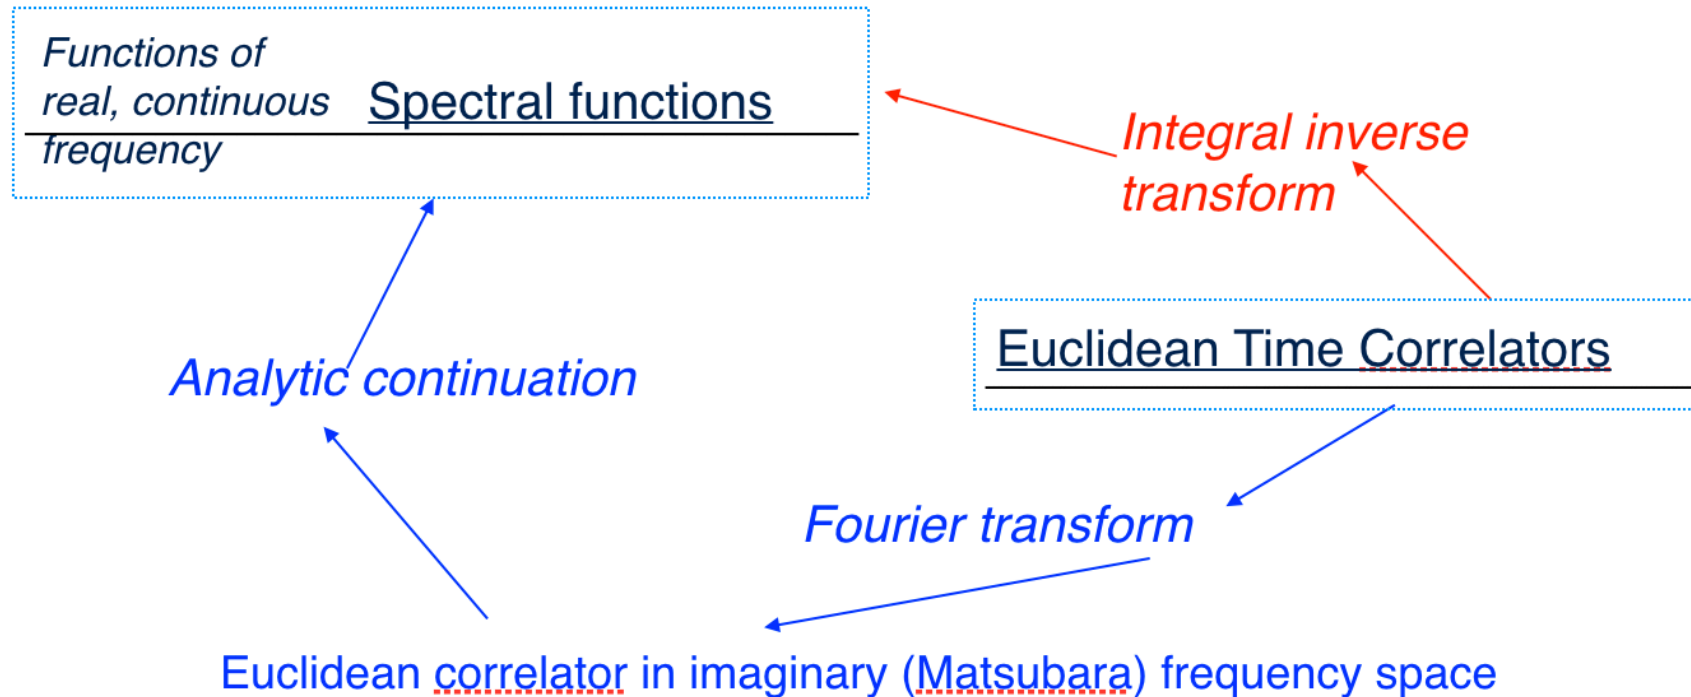 Functions of
real, continuous
frequency
Spectral functions
Integral inverse
transform
Euclidean Time Correlators
Analytic continuation
Fourier transform
Euclidean correlator in imaginary (Matsubara) frequency space